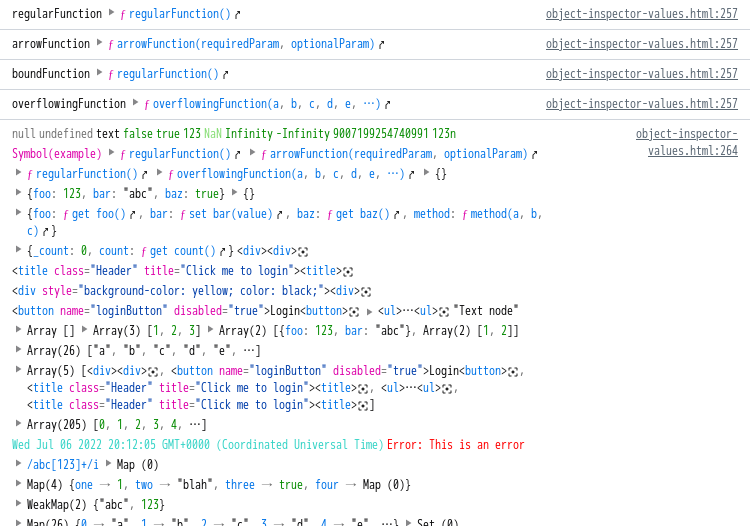 regularFunction ▶ ƒ regularFunction() object-inspector-values.html:257
arrowFunction ▶ ƒ arrowFunction(requiredParam, optionalParam) object-inspector-values.html:257
boundFunction ▶ ƒ regularFunction() object-inspector-values.html:257
overflowingFunction ▶ ƒ overflowingFunction(a, b, c, d, e, …) object-inspector-values.html:257
null undefined text false true 123 NaN Infinity -Infinity 9007199254740991 123n object-inspector-
Symbol(example) ▶ ƒ regularFunction() ▶ ƒ arrowFunction(requiredParam, optionalParam) values.html:264
▶ ƒ regularFunction() ▶ ƒ overflowingFunction(a, b, c, d, e, …) ▶ {}
▶ {foo: 123, bar: "abc", baz: true} ▶ {}
▶ {foo: ƒ get foo(), bar: ƒ set bar(value), baz: ƒ get baz(), method: ƒ method(a, b,
c)}
▶ {_count: 0, count: ƒ get count()} <div><div>
<title class="Header" title="Click me to login"><title>
<div style="background-color: yellow; color: black;"><div>
<button name="loginButton" disabled="true">Login<button> ▶ <ul>…<ul> "Text node"
▶ Array [] ▶ Array(3) [1, 2, 3] ▶ Array(2) [{foo: 123, bar: "abc"}, Array(2) [1, 2]]
▶ Array(26) ["a", "b", "c", "d", "e", …]
▶ Array(5) [<div><div>, <button name="loginButton" disabled="true">Login<button>,
<title class="Header" title="Click me to login"><title>, <ul>…<ul>,
<title class="Header" title="Click me to login"><title>]
▶ Array(205) [0, 1, 2, 3, 4, …]
Wed Jul 06 2022 20:12:05 GMT+0000 (Coordinated Universal Time) Error: This is an error
▶ /abc[123]+/i ▶ Map (0)
▶ Map(4) {one → 1, two → "blah", three → true, four → Map (0)}
▶ WeakMap(2) {"abc", 123}
▶ Map(26) {0 → "a", 1 → "b", 2 → "c", 3 → "d", 4 → "e", …} ▶ Set (0)